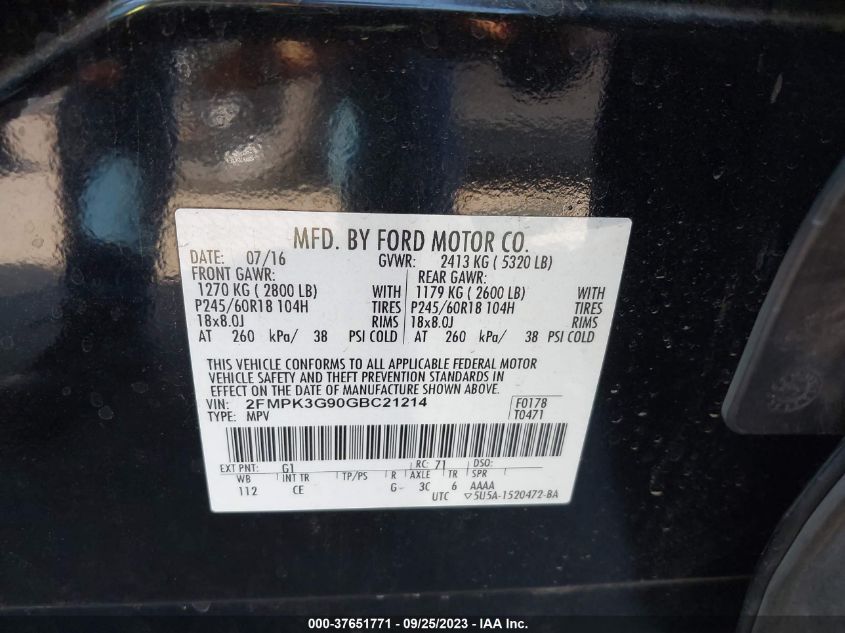 MFD. BY FORD MOTOR CO.
DATE: 07/16 GVWR: 2413 KG ( 5320 LB)
FRONT GAWR: REAR GAWR:
1270 KG ( 2800 LB) WITH 1179 KG ( 2600 LB) WITH
P245/60R18 104H TIRES P245/60R18 104H TIRES
18x8.0J RIMS 18x8.0J RIMS
AT 260 kPa/ 38 PSI COLD AT 260 kPa/ 38 PSI COLD
THIS VEHICLE CONFORMS TO ALL APPLICABLE FEDERAL MOTOR
VEHICLE SAFETY AND THEFT PREVENTION STANDARDS IN
EFFECT ON THE DATE OF MANUFACTURE SHOWN ABOVE.
VIN: 2FMPK3G90GBC21214 F0178
TYPE: MPV T0471
EXT PNT: G1 RC: 71 DSO:
WB INT TR TP/PS R AXLE TR SPR
112 CE G- 3C 6 AAAA
UTC ▽5U5A-1520472-BA
000-37651771 - 09/25/2023 - IAA Inc.